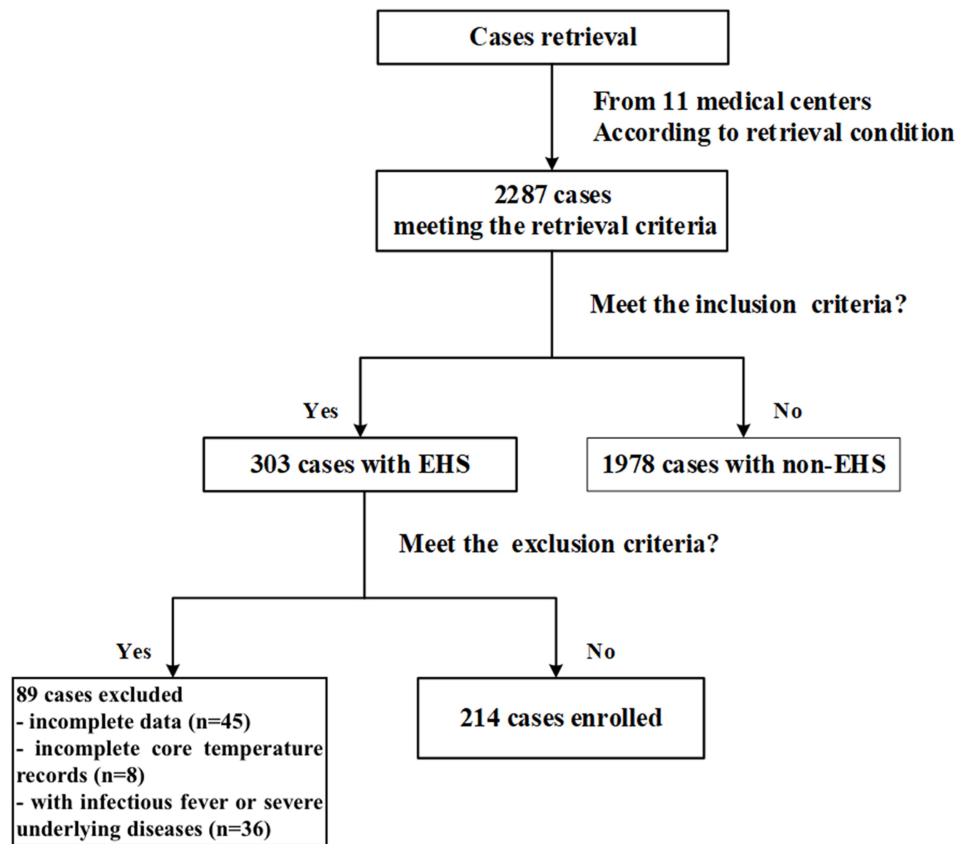 Cases retrieval
From 11 medical centers
According to retrieval condition
2287 cases
meeting the retrieval criteria
Meet the inclusion criteria?
Yes
No
303 cases with EHS
1978 cases with non-EHS
Meet the exclusion criteria?
Yes
No
89 cases excluded
- incomplete data (n=45)
- incomplete core temperature
records (n=8)
- with infectious fever or severe
underlying diseases (n=36)
214 cases enrolled